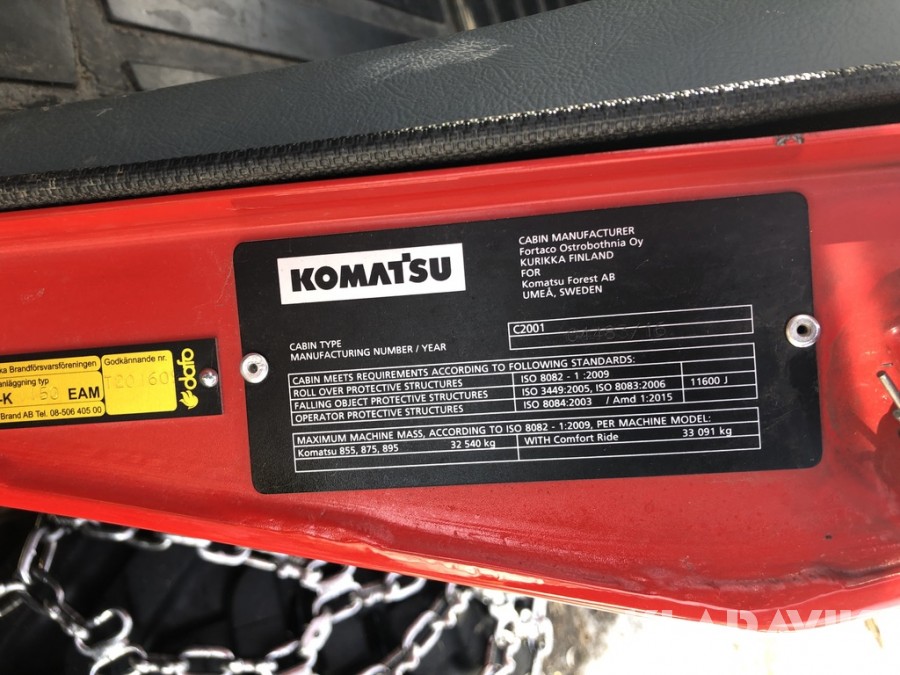 KOMATSU
CABIN MANUFACTURER
Fortaco Ostrobothnia Oy
KURIKKA FINLAND
FOR
Komatsu Forest AB
UMEÅ, SWEDEN
CABIN TYPE
MANUFACTURING NUMBER / YEAR
C2001
CABIN MEETS REQUIREMENTS ACCORDING TO FOLLOWING STANDARDS:
ROLL OVER PROTECTIVE STRUCTURES ISO 8082 - 1 :2009
FALLING OBJECT PROTECTIVE STRUCTURES ISO 3449:2005, ISO 8083:2006 11600 J
OPERATOR PROTECTIVE STRUCTURES ISO 8084:2003 / Amd 1:2015
MAXIMUM MACHINE MASS, ACCORDING TO ISO 8082 - 1:2009, PER MACHINE MODEL:
Komatsu 855, 875, 895 32 540 kg WITH Comfort Ride 33 091 kg
ka Brandförsvarsföreningen
anläggning typ
-K EAM
Brand AB Tel. 08-506 405 00
Godkännande nr.
dafo